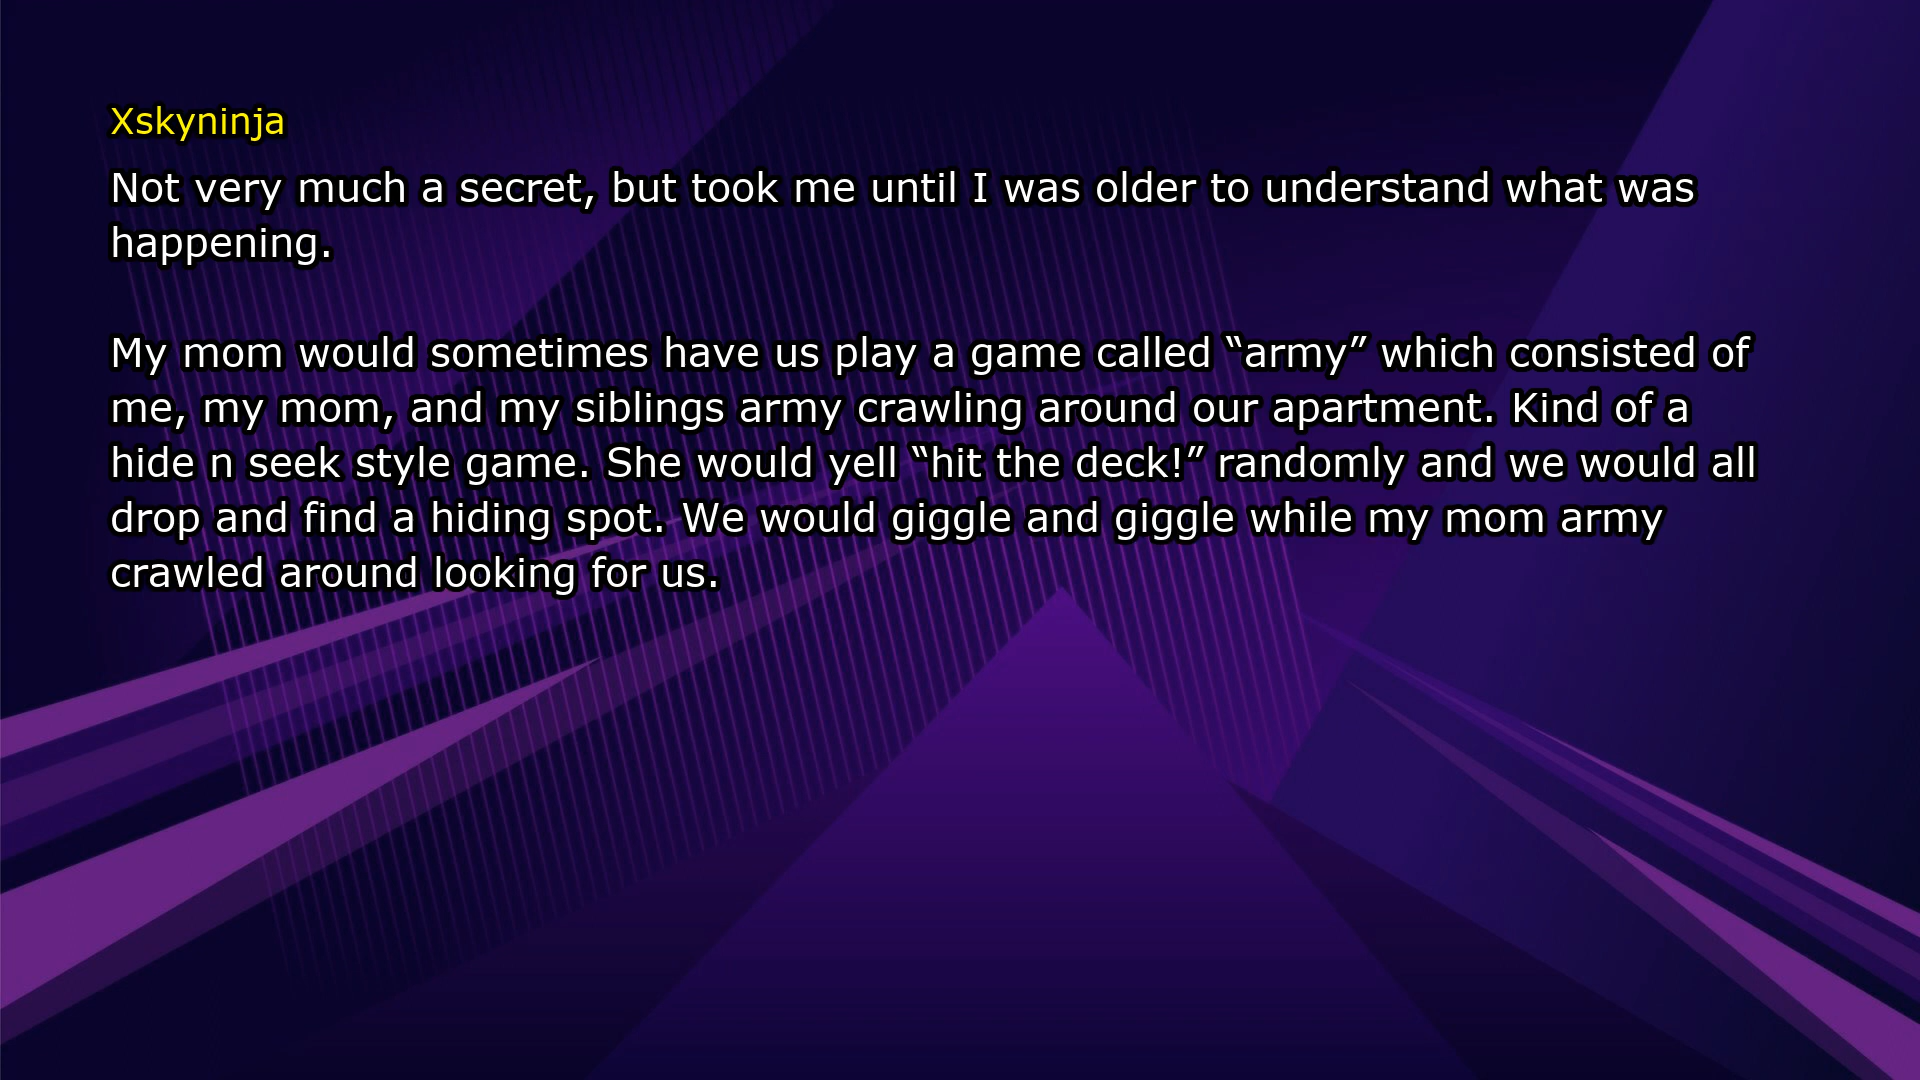 Xskyninja
Not very much a secret, but took me until I was older to understand what was
happening.
My mom would sometimes have us play a game called “army” which consisted of
me, my mom, and my siblings army crawling around our apartment. Kind of a
hide n seek style game. She would yell “hit the deck!” randomly and we would all
drop and find a hiding spot. We would giggle and giggle while my mom army
crawled around looking for us.